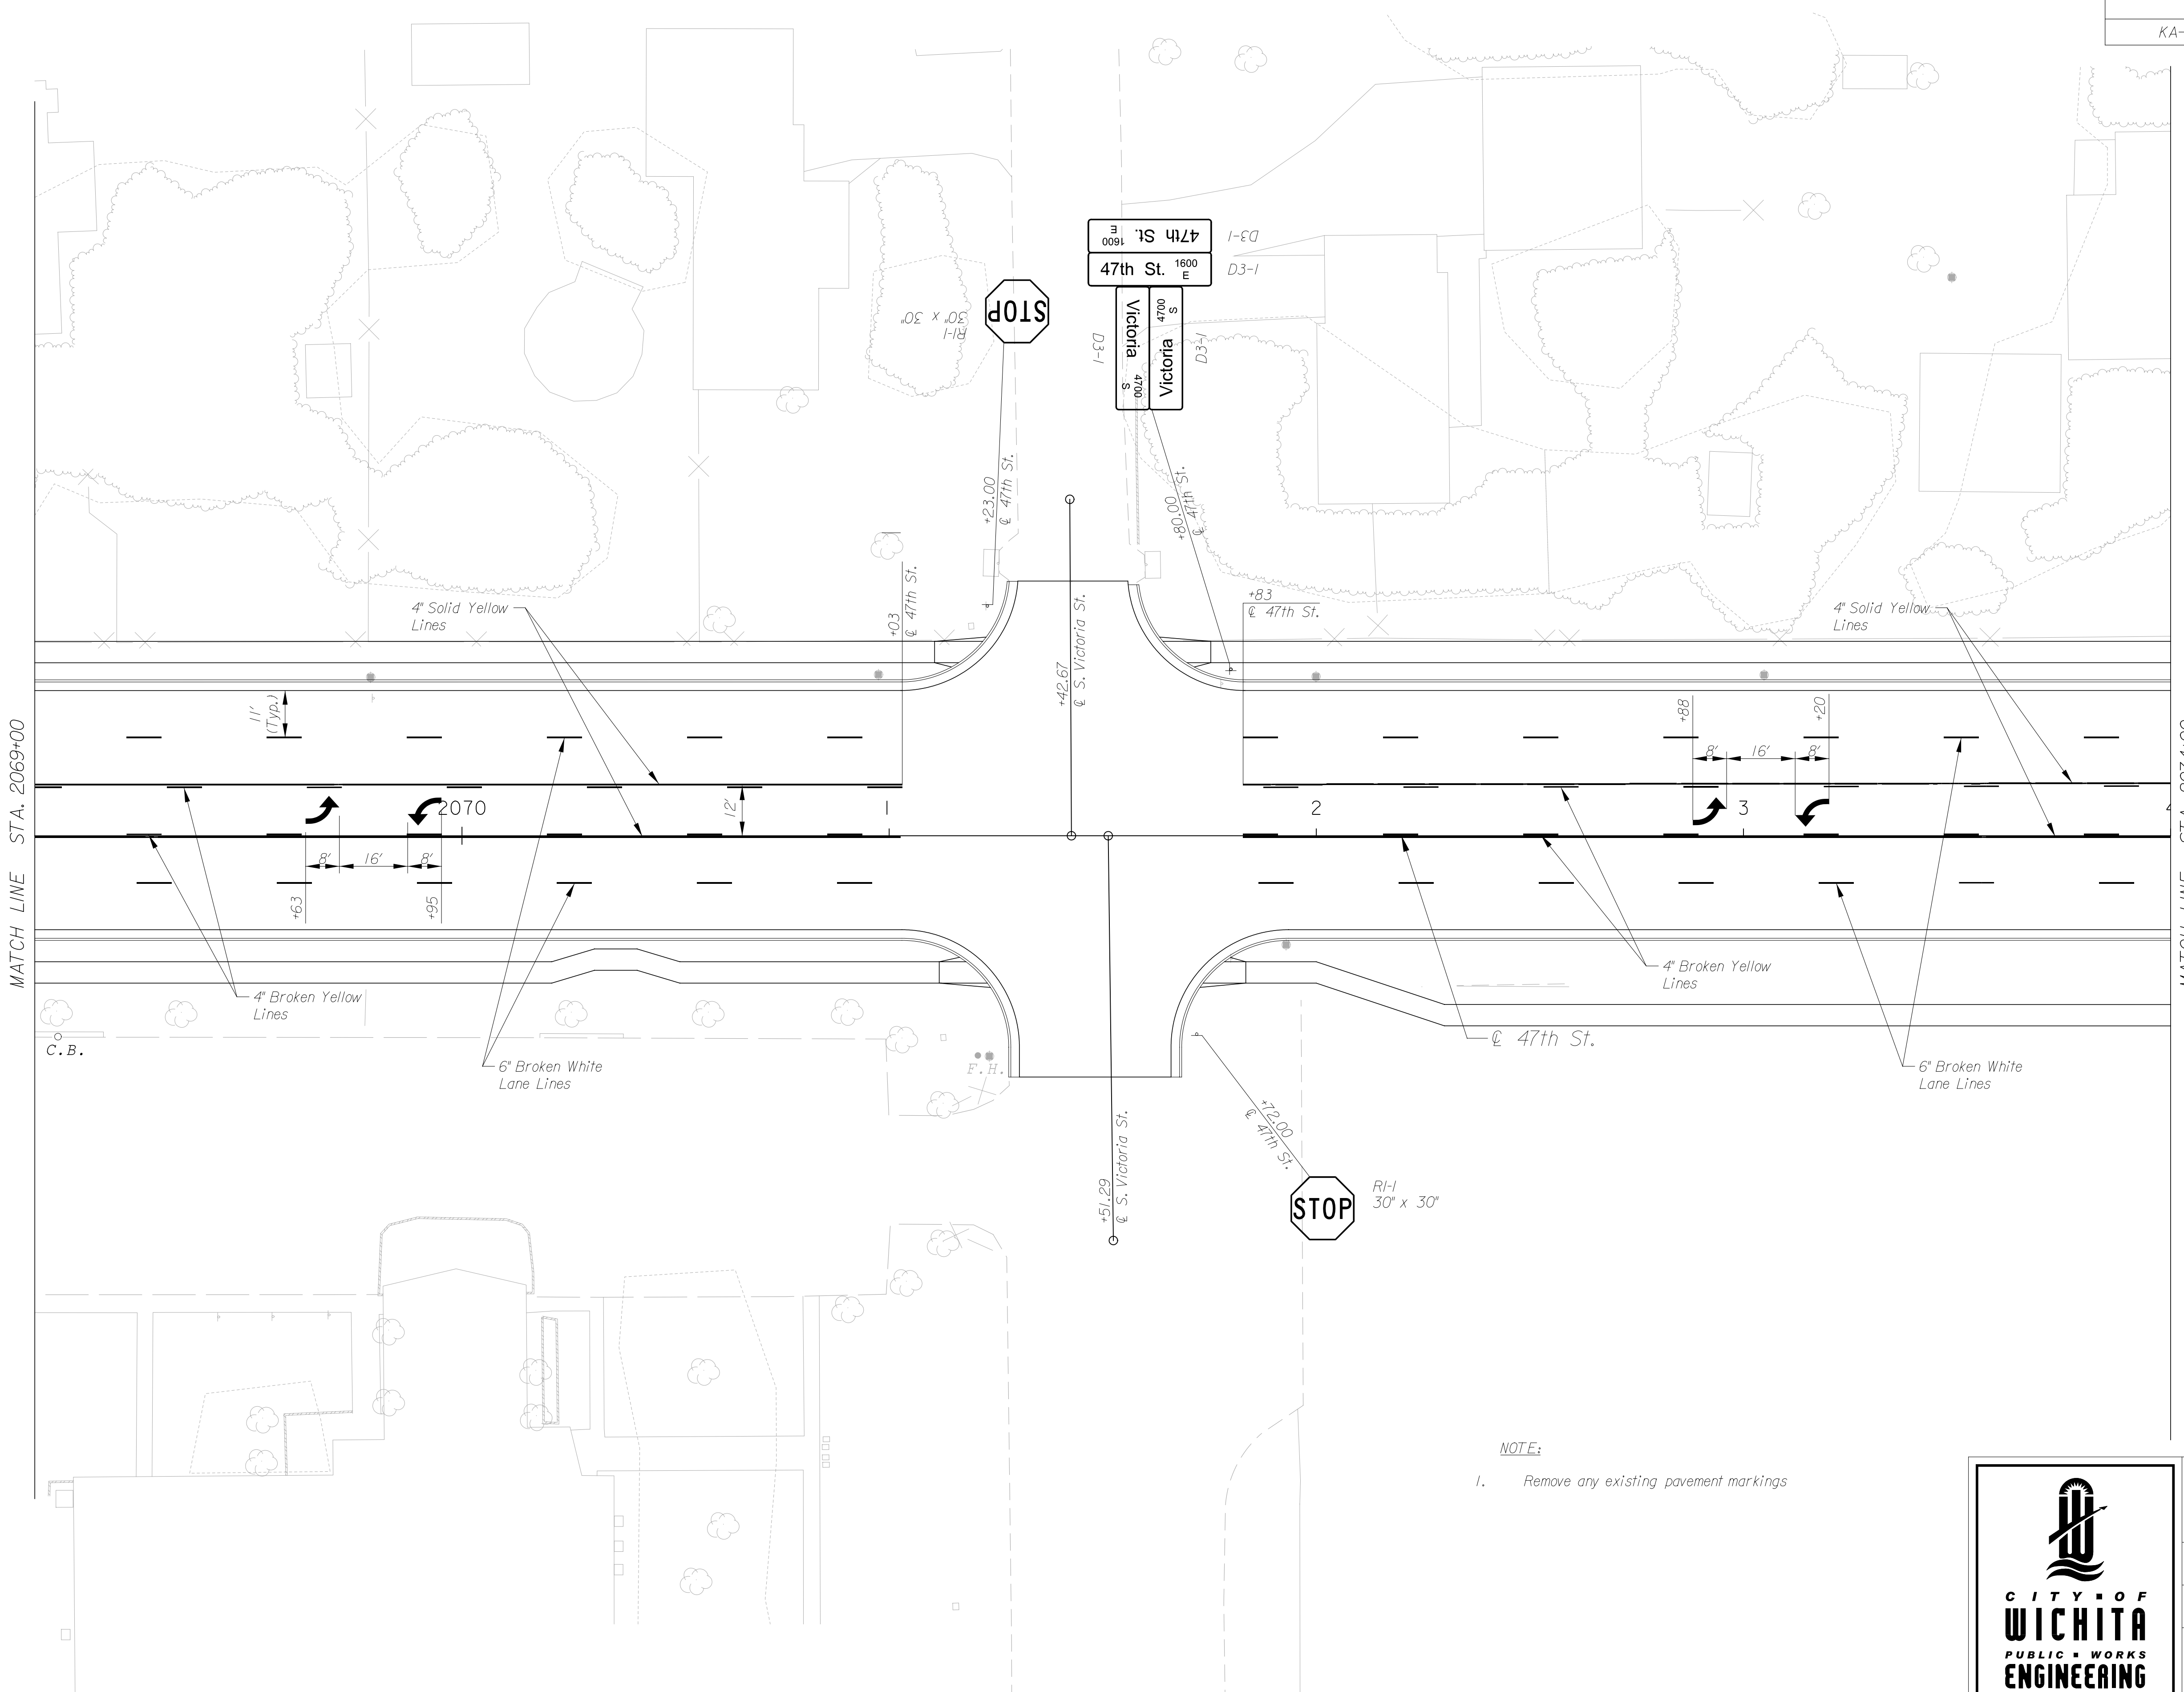 KA-
47th St. 1600 E
D3-1
47th St. 1600 E
D3-1
STOP
R1-1
30" x 30"
Victoria 4700 S
D3-1
Victoria 4700 S
D3-1
+23.00
℄ 47th St.
+80.00
℄ 47th St.
+03
℄ 47th St.
+83
℄ 47th St.
4" Solid Yellow
Lines
4" Solid Yellow
Lines
+42.67
℄ S. Victoria St.
11'
(Typ.)
+88
+20
8'
16'
8'
MATCH LINE STA. 2069+00
2070
12'
1
2
3
4
8'
16'
8'
+63
+95
4" Broken Yellow
Lines
4" Broken Yellow
Lines
℄ 47th St.
C.B.
6" Broken White
Lane Lines
F.H.
6" Broken White
Lane Lines
+72.00
℄ 47th St.
+51.29
℄ S. Victoria St.
STOP
R1-1
30" x 30"
NOTE:
1. Remove any existing pavement markings
CITY OF
WICHITA
PUBLIC WORKS
ENGINEERING